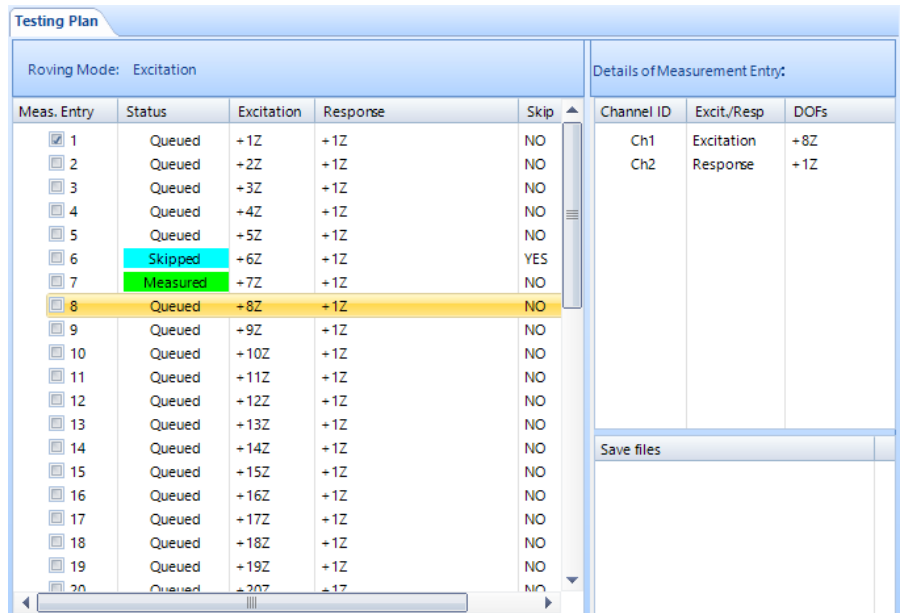 Testing Plan
Roving Mode: Excitation
Meas. Entry Status Excitation Response Skip
1 Queued +1Z +1Z NO
2 Queued +2Z +1Z NO
3 Queued +3Z +1Z NO
4 Queued +4Z +1Z NO
5 Queued +5Z +1Z NO
6 Skipped +6Z +1Z YES
7 Measured +7Z +1Z NO
8 Queued +8Z +1Z NO
9 Queued +9Z +1Z NO
10 Queued +10Z +1Z NO
11 Queued +11Z +1Z NO
12 Queued +12Z +1Z NO
13 Queued +13Z +1Z NO
14 Queued +14Z +1Z NO
15 Queued +15Z +1Z NO
16 Queued +16Z +1Z NO
17 Queued +17Z +1Z NO
18 Queued +18Z +1Z NO
19 Queued +19Z +1Z NO
20 Queued +20Z +1Z NO
Details of Measurement Entry:
Channel ID Excit./Resp DOFs
Ch1 Excitation +8Z
Ch2 Response +1Z
Save files